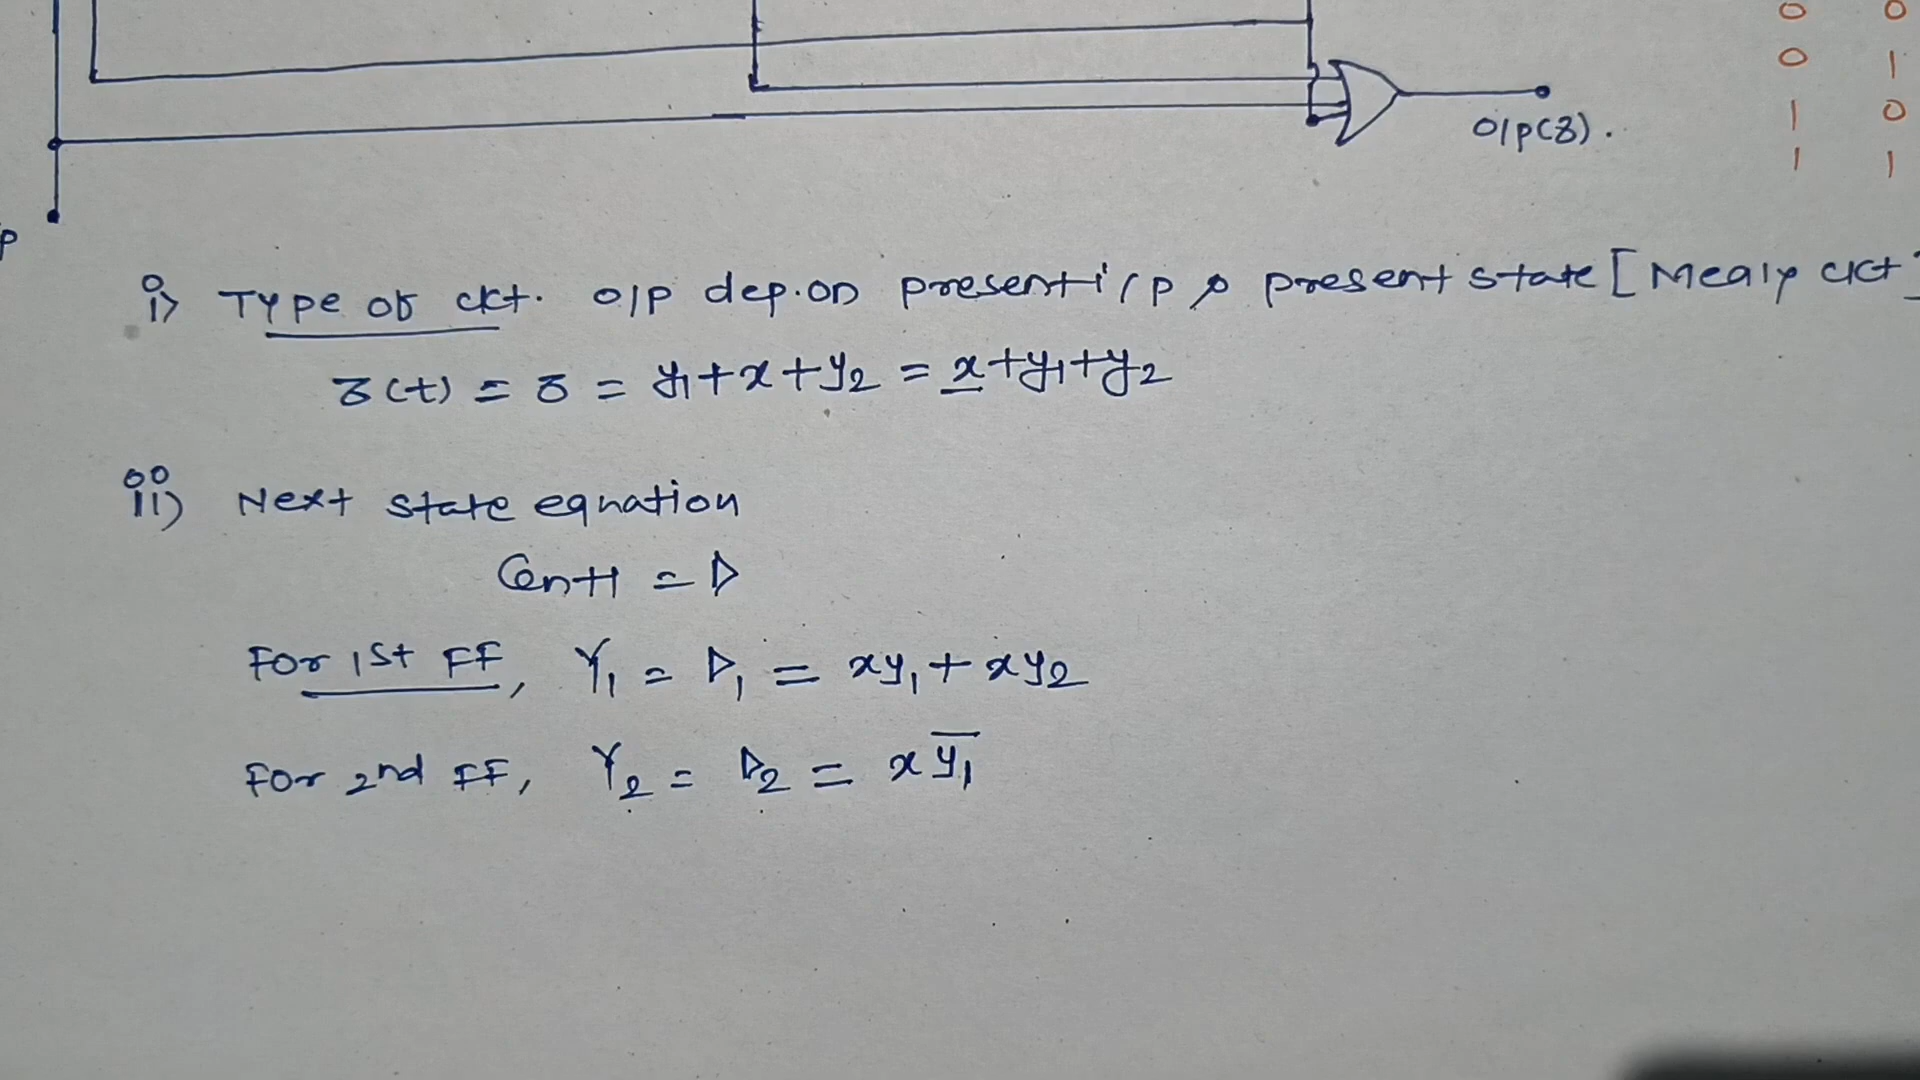 0 0
0 1
1 0
1 1
o/p(z).
p
i) Type of ckt. o/p dep.on present i/p & present state [Mealy ckt]
z(t) = z = y1+x+y2 = x+y1+y2
ii) Next state equation
Qn+1 = D
For 1st FF, Y1 = D1 = xy1+xy2
For 2nd FF, Y2 = D2 = xy̅1